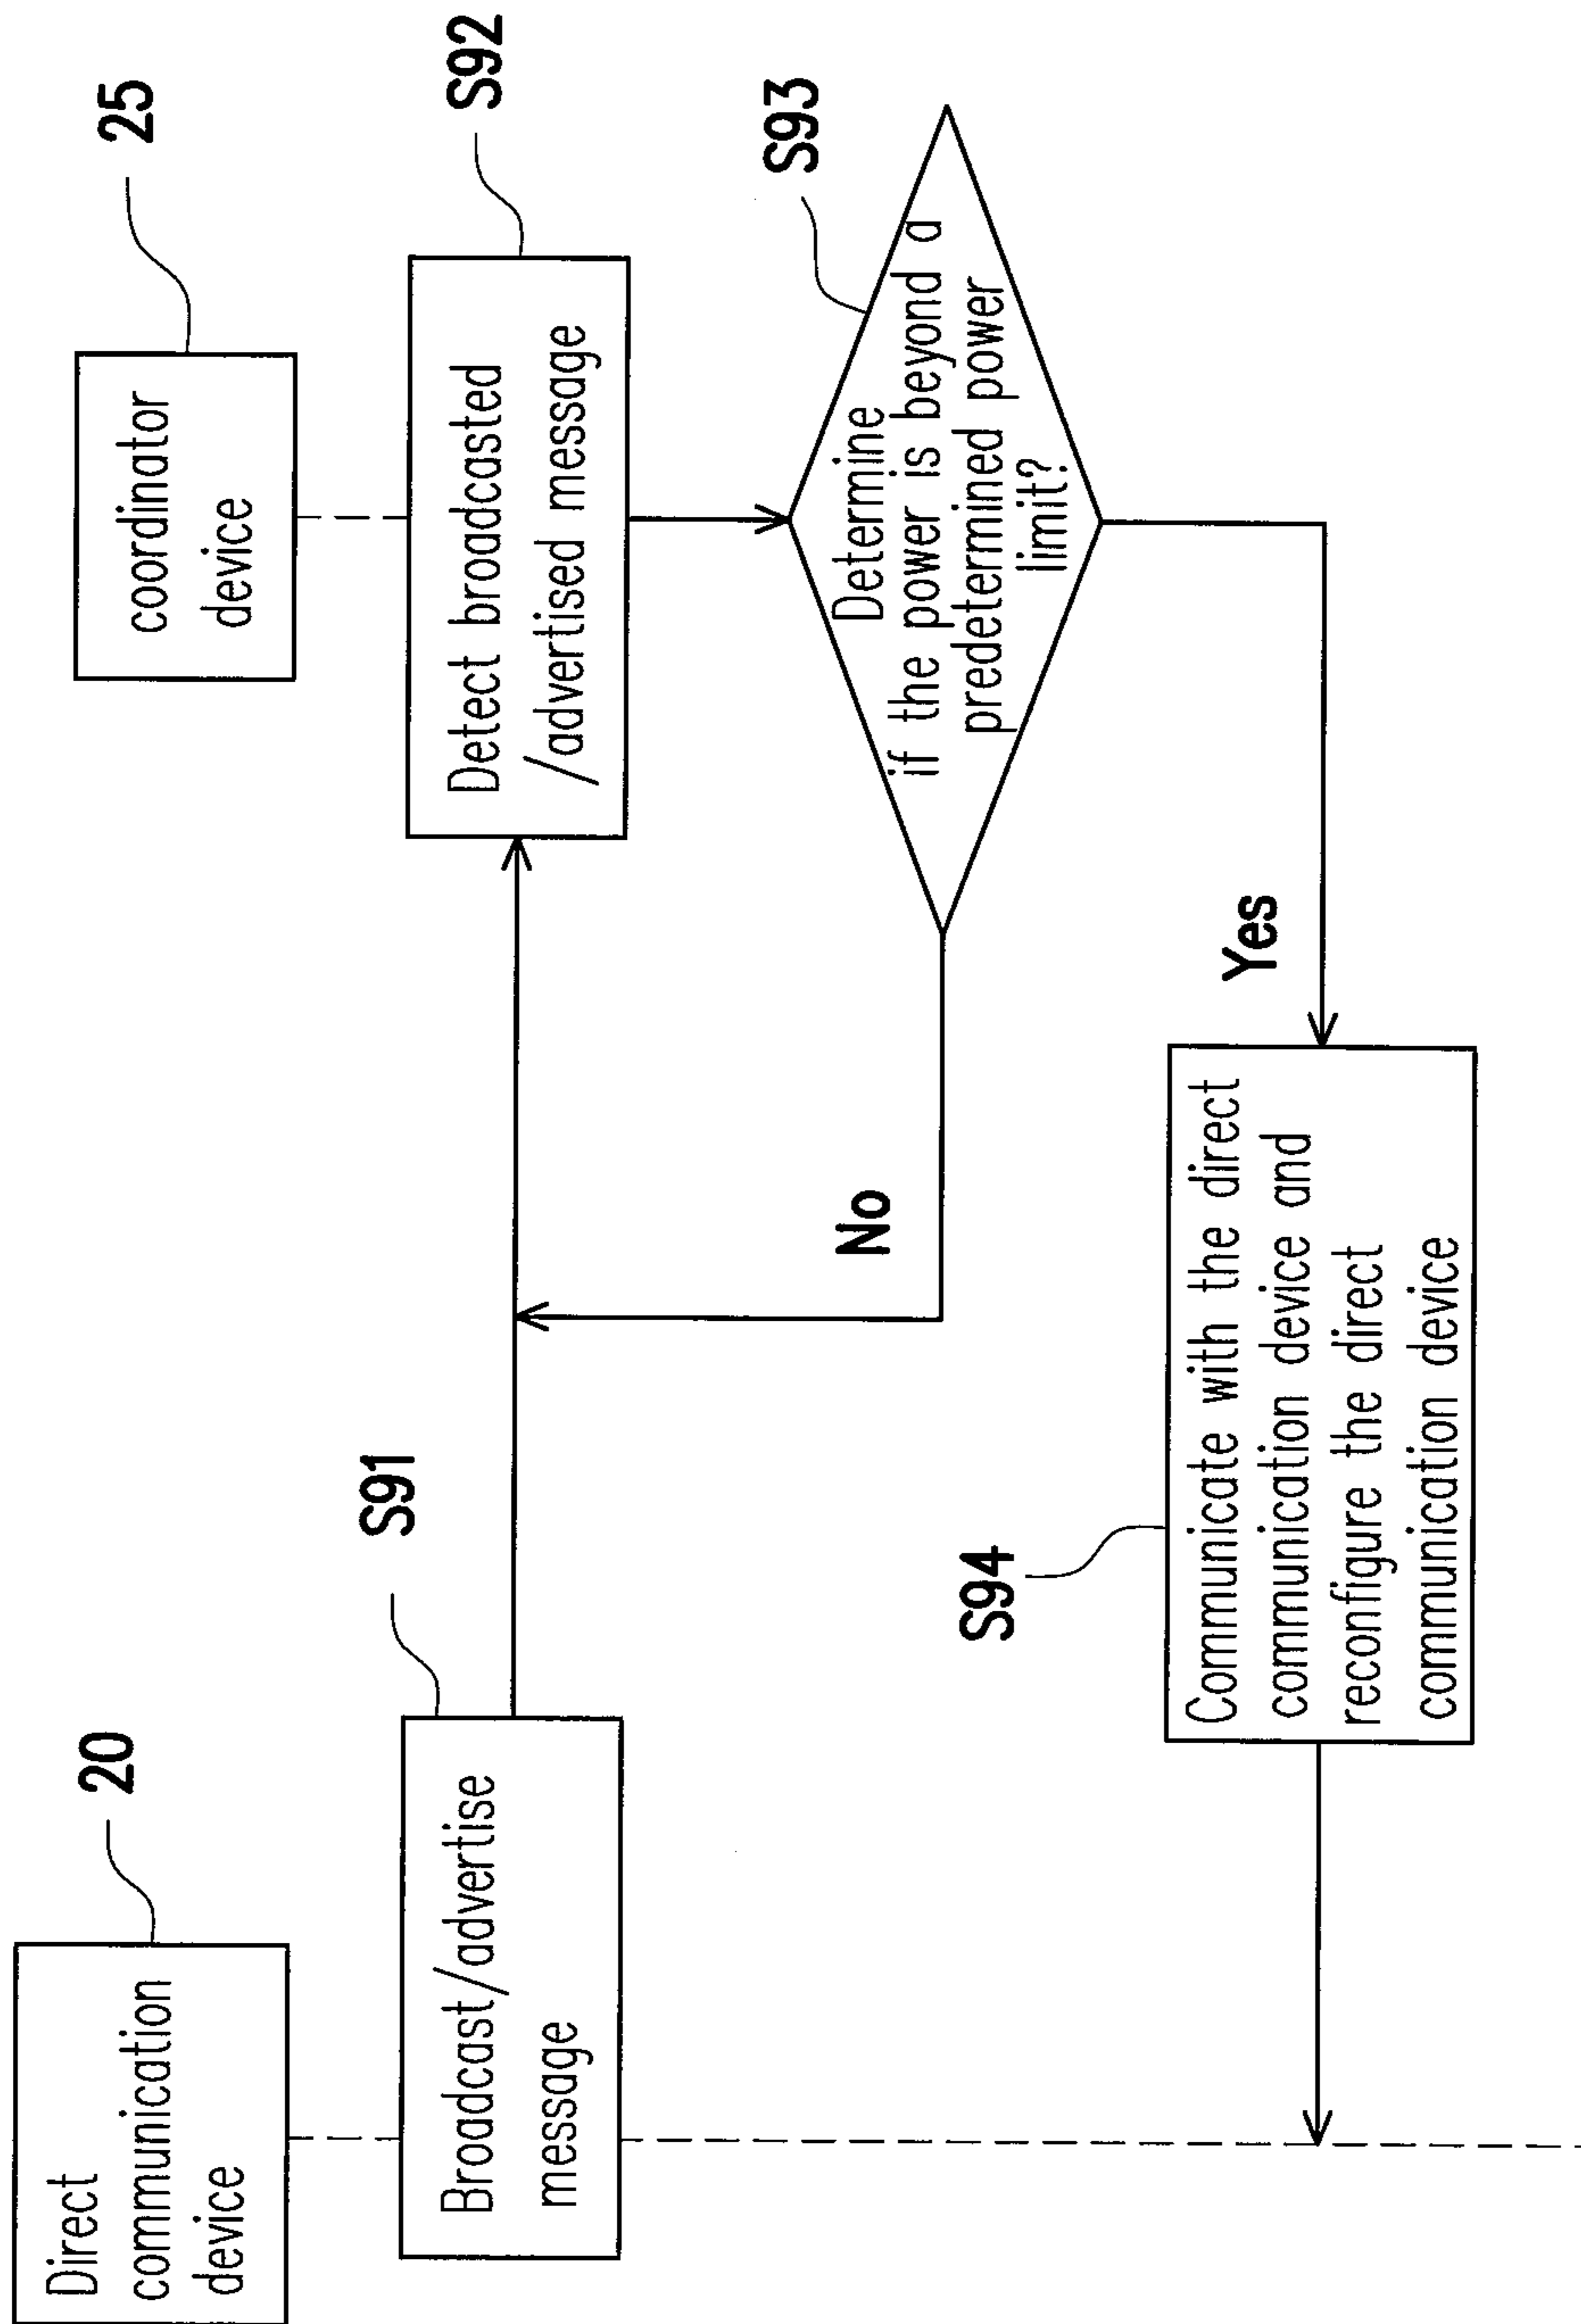 Direct
communication
device
20
coordinator
device
25
Broadcast/advertise
message
S91
Detect broadcasted
/advertised message
S92
Determine
if the power is beyond a
predetermined power
limit?
S93
No
Yes
Communicate with the direct
communication device and
reconfigure the direct
communication device
S94